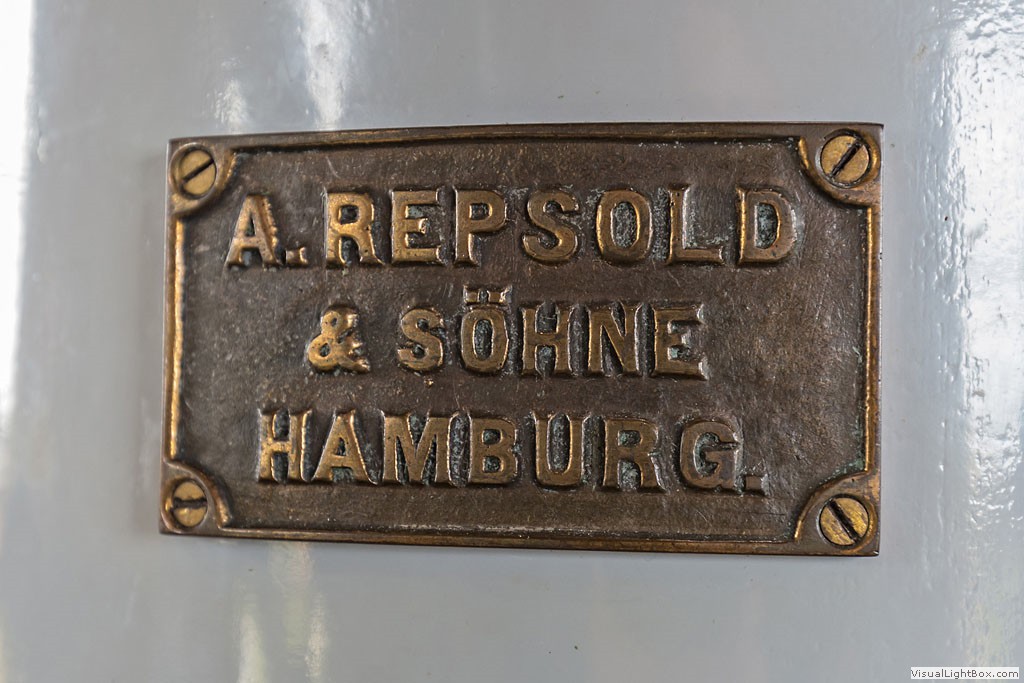 A. REPSOLD
& SÖHNE
HAMBURG.
VisualLightBox.com